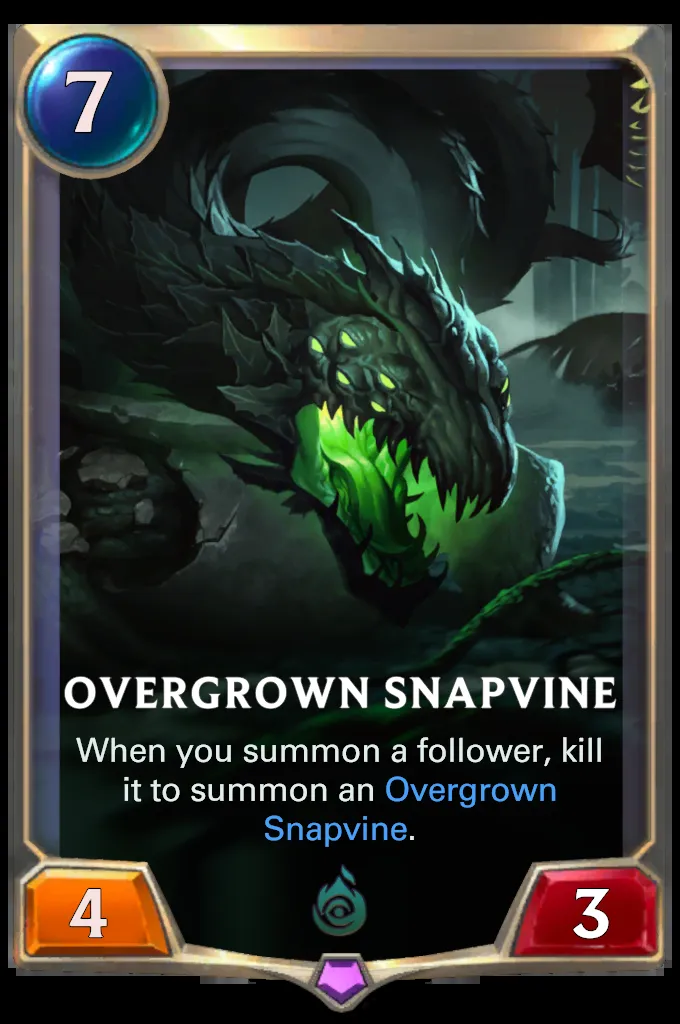 7
OVERGROWN SNAPVINE
When you summon a follower, kill
it to summon an Overgrown
Snapvine.
4
3